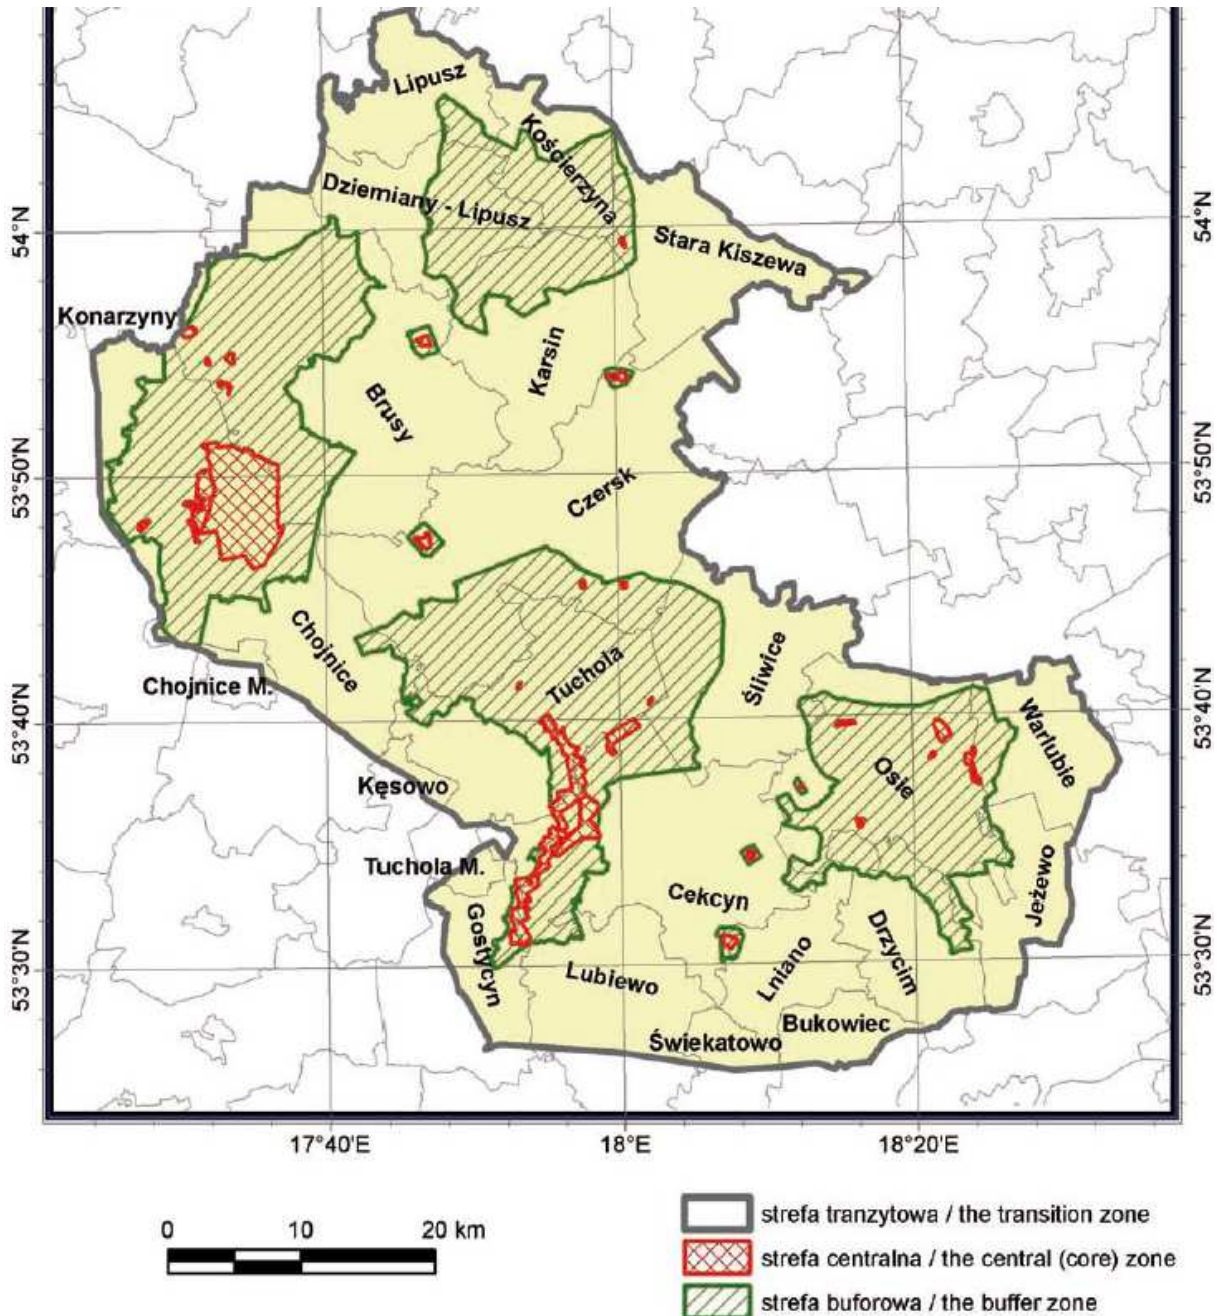 Lipusz
Kościerzyna
Dziemiany - Lipusz
54°N
54°N
Stara Kiszewa
Konarzyny
Karsin
Brusy
53°50'N
53°50'N
Czersk
Chojnice
Śliwice
Tuchola
Chojnice M.
53°40'N
53°40'N
Warlubie
Osie
Kęsowo
Tuchola M.
Jeżewo
Cekcyn
Gostycyn
Drzycim
53°30'N
53°30'N
Lubiewo
Lniano
Bukowiec
Świekatowo
17°40'E
18°E
18°20'E
0
10
20 km
strefa tranzytowa / the transition zone
strefa centralna / the central (core) zone
strefa buforowa / the buffer zone